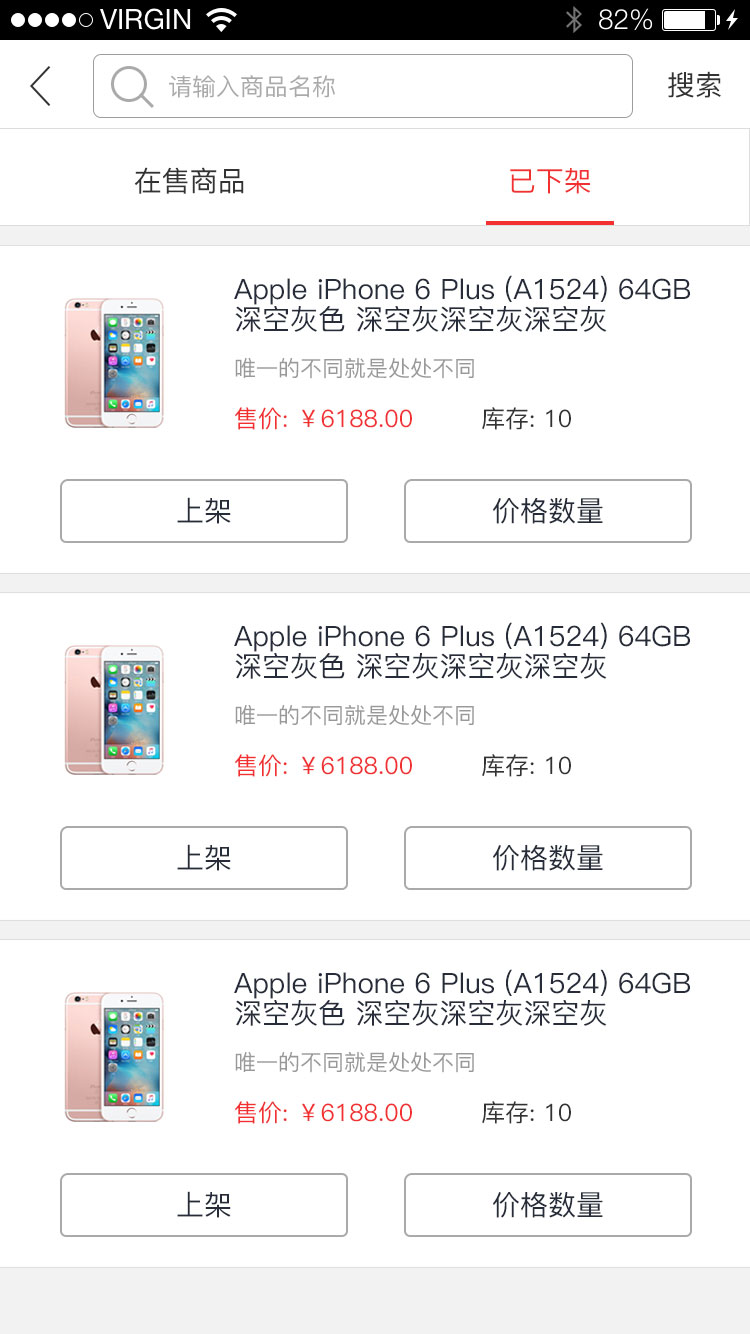 VIRGIN 82%
请输入商品名称 搜索
在售商品 已下架
Apple iPhone 6 Plus (A1524) 64GB
深空灰色 深空灰深空灰深空灰
唯一的不同就是处处不同
售价: ￥6188.00 库存: 10
上架 价格数量
Apple iPhone 6 Plus (A1524) 64GB
深空灰色 深空灰深空灰深空灰
唯一的不同就是处处不同
售价: ￥6188.00 库存: 10
上架 价格数量
Apple iPhone 6 Plus (A1524) 64GB
深空灰色 深空灰深空灰深空灰
唯一的不同就是处处不同
售价: ￥6188.00 库存: 10
上架 价格数量